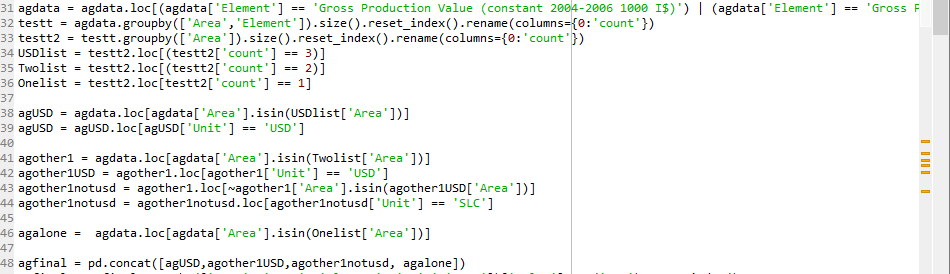 31 agdata = agdata.loc[(agdata['Element'] == 'Gross Production Value (constant 2004-2006 1000 I$)') | (agdata['Element'] == 'Gross P
32 testt = agdata.groupby(['Area','Element']).size().reset_index().rename(columns={0:'count'})
33 testt2 = testt.groupby(['Area']).size().reset_index().rename(columns={0:'count'})
34 USDlist = testt2.loc[(testt2['count'] == 3)]
35 Twolist = testt2.loc[(testt2['count'] == 2)]
36 Onelist = testt2.loc[testt2['count'] == 1]
37
38 agUSD = agdata.loc[agdata['Area'].isin(USDlist['Area'])]
39 agUSD = agUSD.loc[agUSD['Unit'] == 'USD']
40
41 agother1 = agdata.loc[agdata['Area'].isin(Twolist['Area'])]
42 agother1USD = agother1.loc[agother1['Unit'] == 'USD']
43 agother1notusd = agother1.loc[~agother1['Area'].isin(agother1USD['Area'])]
44 agother1notusd = agother1notusd.loc[agother1notusd['Unit'] == 'SLC']
45
46 agalone =  agdata.loc[agdata['Area'].isin(Onelist['Area'])]
47
48 agfinal = pd.concat([agUSD,agother1USD,agother1notusd, agalone])